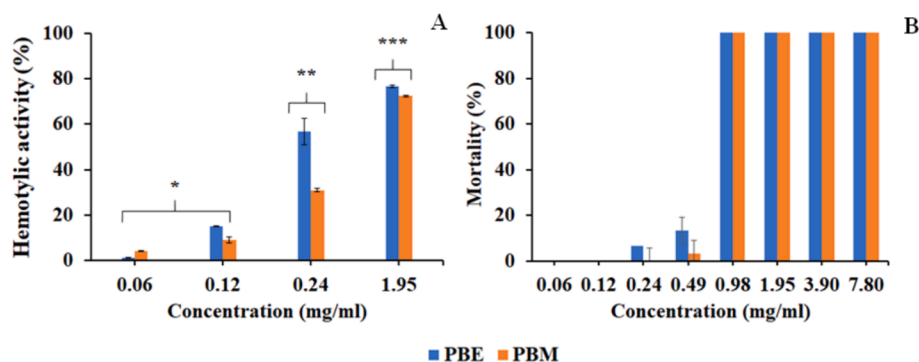 A
Hemotylic activity (%)
100
80
60
40
20
0
*
**
***
0.06 0.12 0.24 1.95
Concentration (mg/ml)
B
Mortality (%)
100
80
60
40
20
0
0.06 0.12 0.24 0.49 0.98 1.95 3.90 7.80
Concentration (mg/ml)
PBE PBM